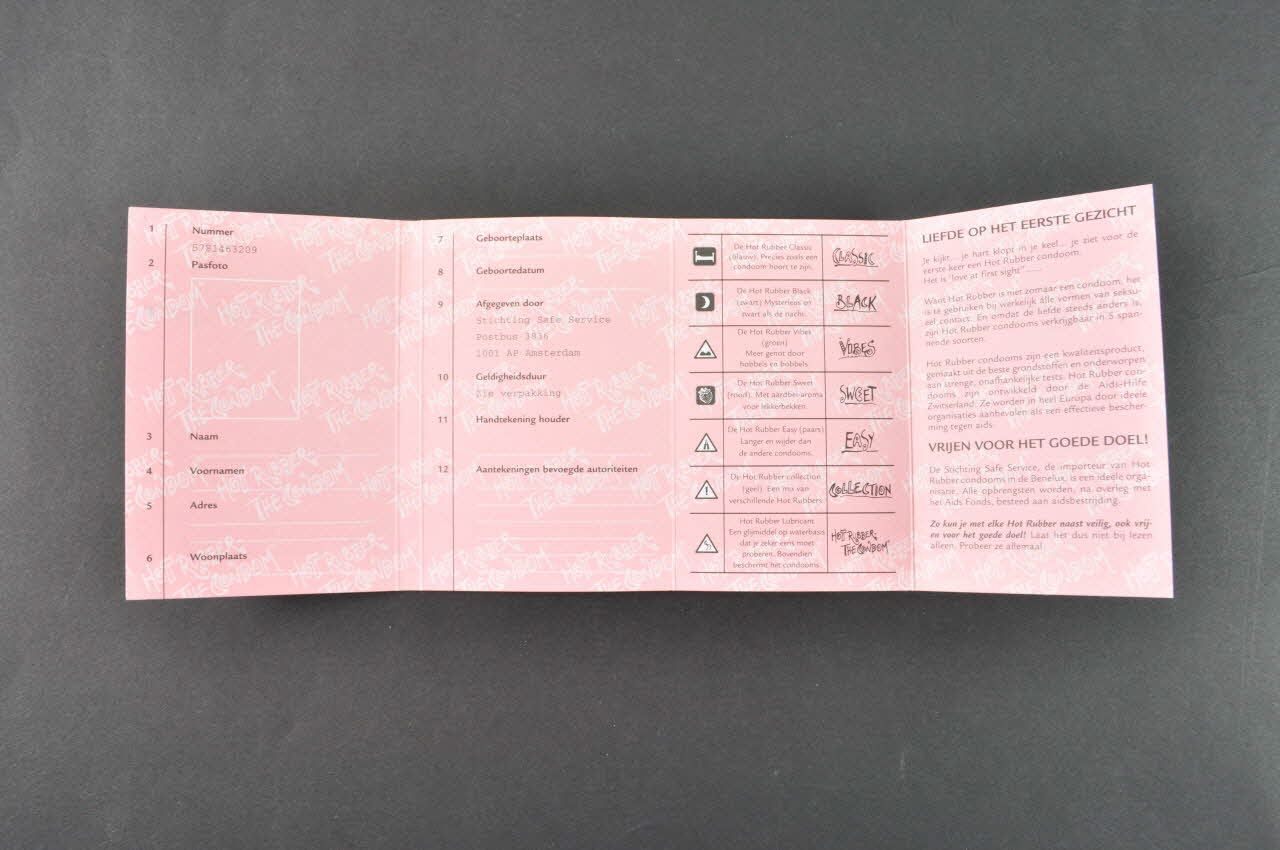 1 Nummer
5781463209
2 Pasfoto
3 Naam
4 Voornamen
5 Adres
6 Woonplaats
7 Geboorteplaats
8 Geboortedatum
9 Afgegeven door
Stichting Safe Service
Postbus 3836
1001 AP Amsterdam
10 Geldigheidsduur
Zie verpakking
11 Handtekening houder
12 Aantekeningen bevoegde autoriteiten
De Hot Rubber Classic
(blauw). Precies zoals een
condoom hoort te zijn.
CLASSIC
De Hot Rubber Black
(zwart) Mysterieus en
zwart als de nacht.
BLACK
De Hot Rubber Vibes
(groen)
Meer genot door
hobbels en bobbels
VIBES
De Hot Rubber Sweet
(rood). Met aardbei-aroma
voor lekkerbekken.
SWEET
De Hot Rubber Easy (paars)
Langer en wijder dan
de andere condooms.
EASY
De Hot Rubber collection
(geel). Een mix van
verschillende Hot Rubbers
COLLECTION
Hot Rubber Lubricant
Een glijmiddel op waterbasis
dat je zeker eens moet
proberen. Bovendien
beschermt het condooms
HOT RUBBER
THE CONDOM
LIEFDE OP HET EERSTE GEZICHT
Je kijkt... je hart klopt in je keel... je ziet voor de
eerste keer een Hot Rubber condoom.
Het is "love at first sight"......
Want Hot Rubber is niet zomaar een condoom, het
is te gebruiken bij werkelijk álle vormen van seksu-
eel contact. En omdat de liefde steeds anders is,
zijn Hot Rubber condooms verkrijgbaar in 5 span-
nende soorten.
Hot Rubber condooms zijn een kwaliteitsproduct,
gemaakt uit de beste grondstoffen en onderworpen
aan strenge, onafhankelijke tests. Hot Rubber con-
dooms zijn ontwikkeld door de Aids-Hilfe
Zwitserland. Ze worden in heel Europa door ideële
organisaties aanbevolen als een effectieve bescher-
ming tegen aids.
VRIJEN VOOR HET GOEDE DOEL!
De Stichting Safe Service, de importeur van Hot
Rubber condooms in de Benelux, is een ideële orga-
nisatie. Alle opbrengsten worden, na overleg met
het Aids Fonds, besteed aan aidsbestrijding.
Zo kun je met elke Hot Rubber naast veilig, ook vrij-
en voor het goede doel! Laat het dus niet bij lezen
alleen. Probeer ze allemaal